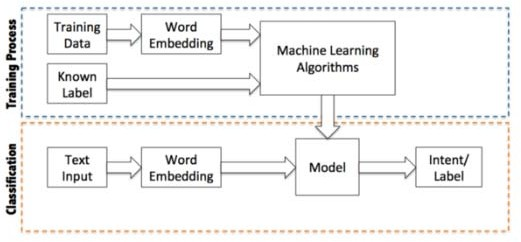 Training Process
Training
Data
Word
Embedding
Machine Learning
Algorithms
Known
Label
Classification
Text
Input
Word
Embedding
Model
Intent/
Label